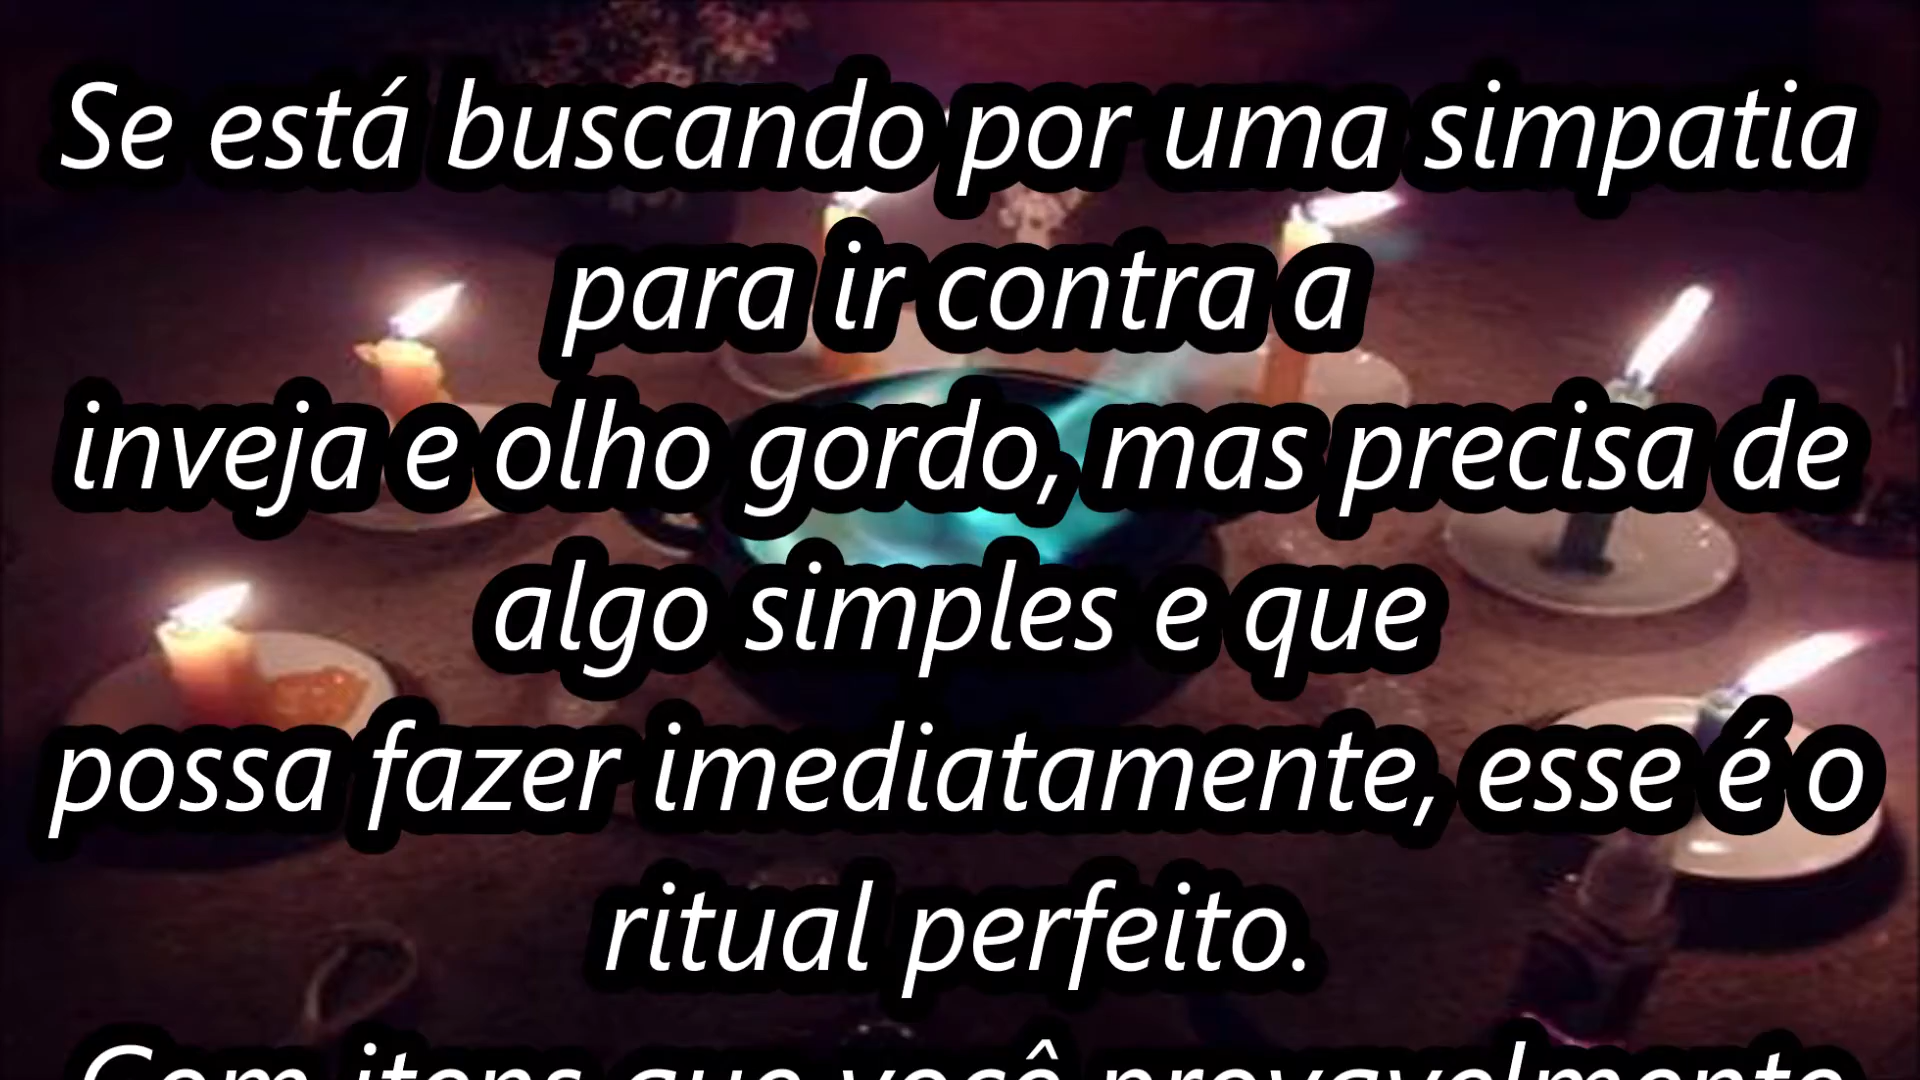 Se está buscando por uma simpatia
para ir contra a
inveja e olho gordo, mas precisa de
algo simples e que
possa fazer imediatamente, esse é o
ritual perfeito.
Com itens que você provavelmente